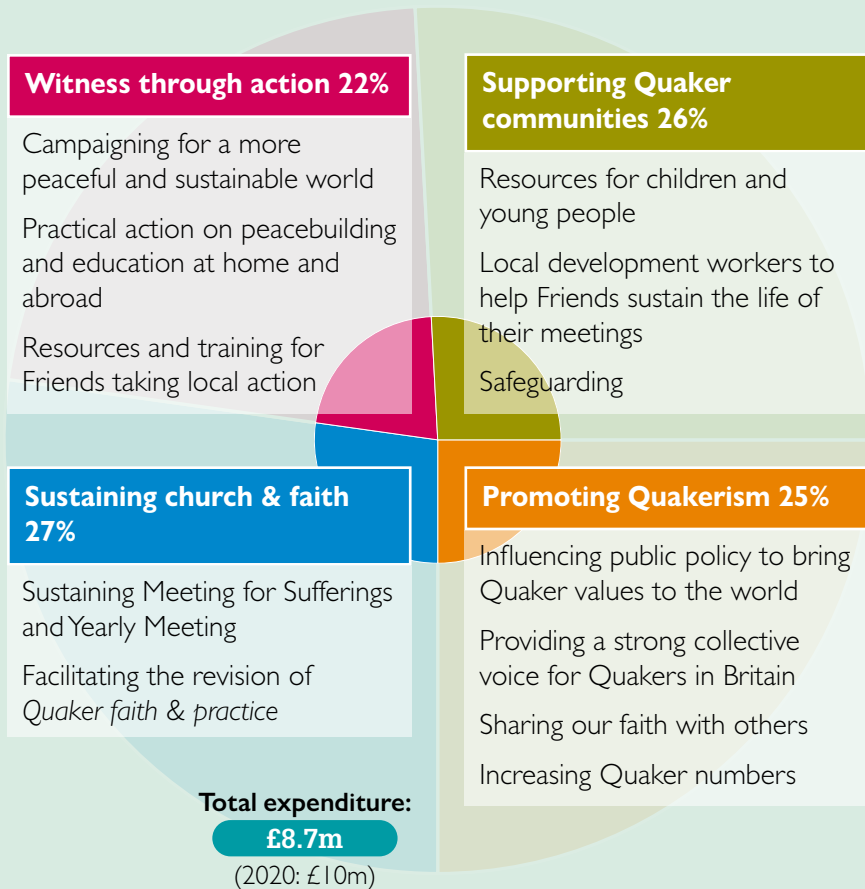 Witness through action 22%
Campaigning for a more
peaceful and sustainable world
Practical action on peacebuilding
and education at home and
abroad
Resources and training for
Friends taking local action
Supporting Quaker
communities 26%
Resources for children and
young people
Local development workers to
help Friends sustain the life of
their meetings
Safeguarding
Sustaining church & faith
27%
Sustaining Meeting for Sufferings
and Yearly Meeting
Facilitating the revision of
Quaker faith & practice
Promoting Quakerism 25%
Influencing public policy to bring
Quaker values to the world
Providing a strong collective
voice for Quakers in Britain
Sharing our faith with others
Increasing Quaker numbers
Total expenditure:
£8.7m
(2020: £10m)